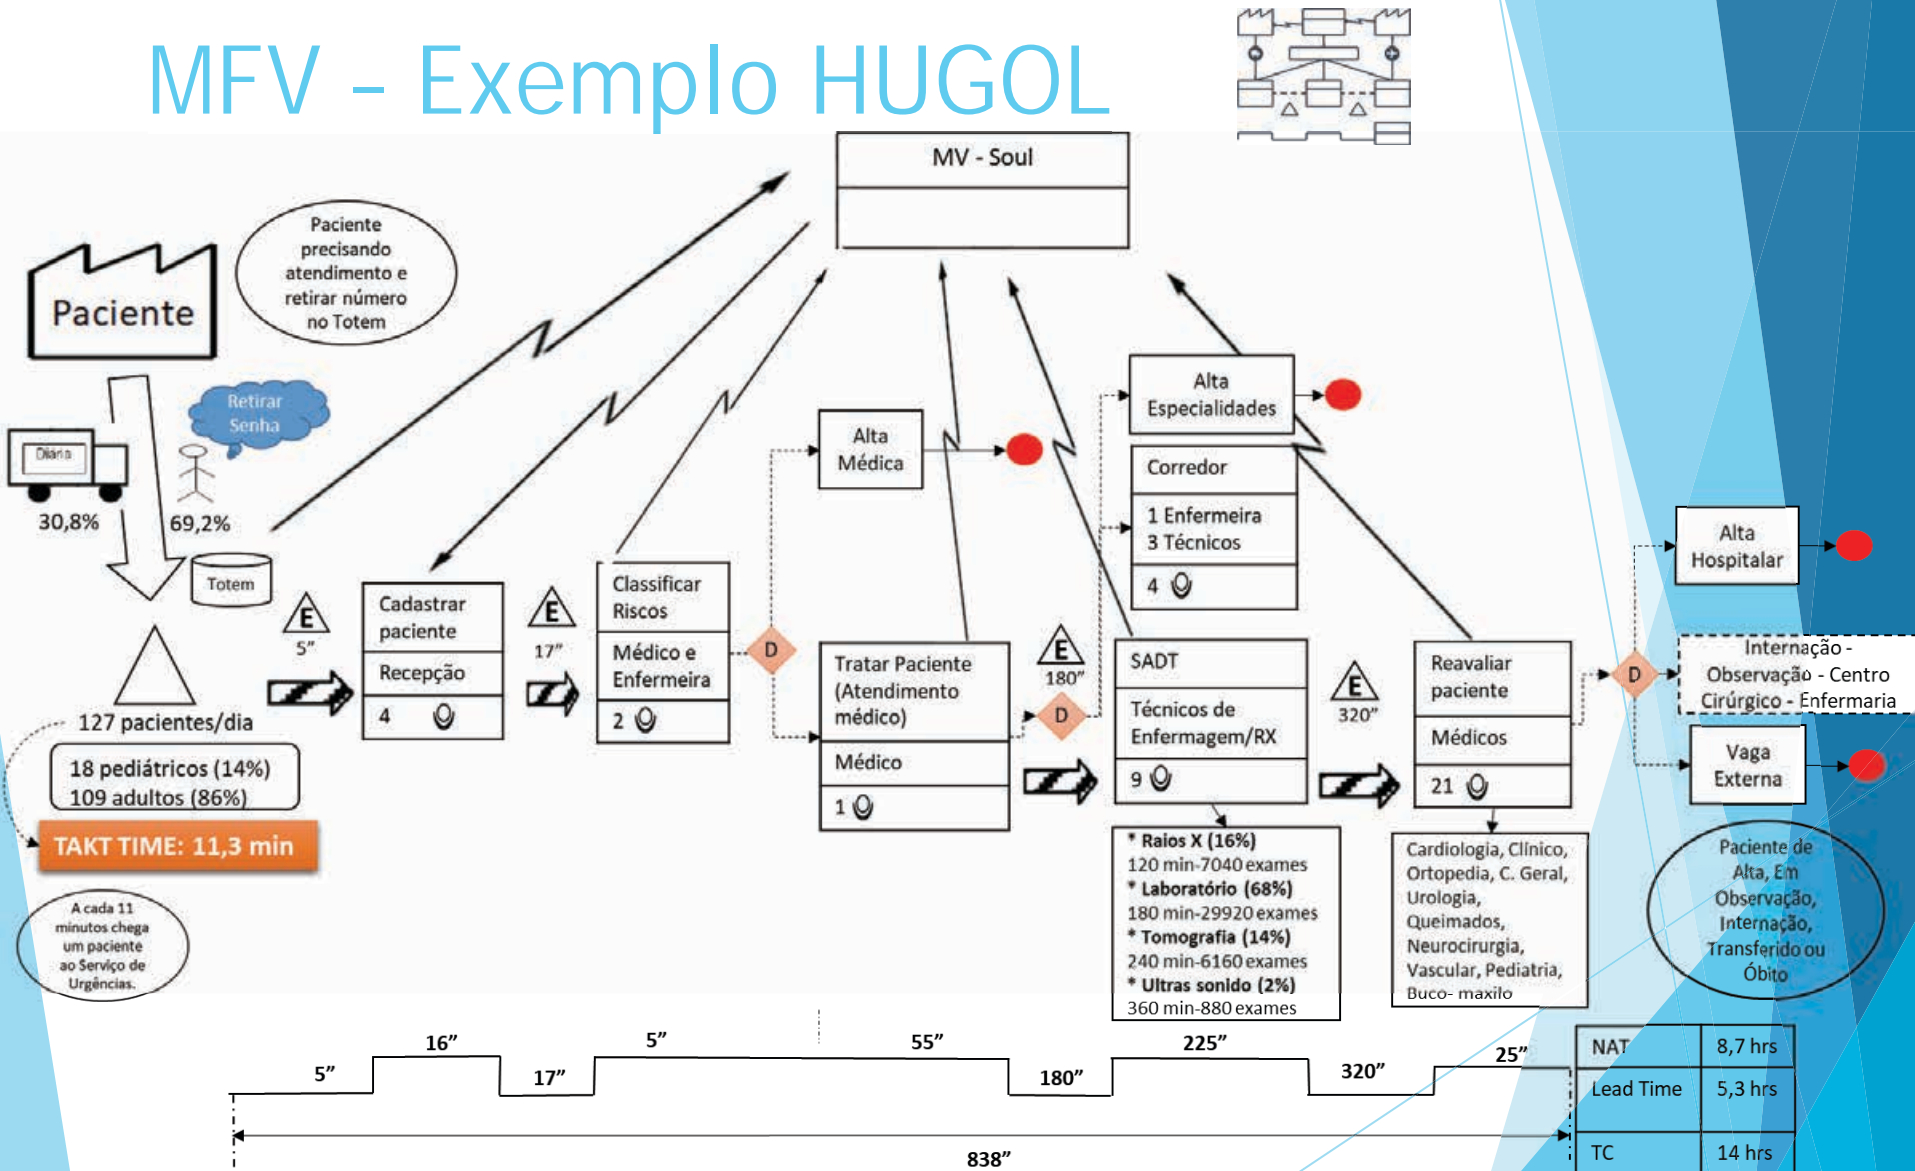 MFV - Exemplo HUGOL
MV - Soul
Paciente
precisando
atendimento e
retirar número
no Totem
Paciente
Retirar
Senha
Diária
30,8%
69,2%
Totem
127 pacientes/dia
18 pediátricos (14%)
109 adultos (86%)
TAKT TIME: 11,3 min
A cada 11
minutos chega
um paciente
ao Serviço de
Urgências.
E
5”
Cadastrar
paciente
Recepção
4
E
17”
Classificar
Riscos
Médico e
Enfermeira
2
D
Alta
Médica
Tratar Paciente
(Atendimento
médico)
Médico
1
E
180”
D
Alta
Especialidades
Corredor
1 Enfermeira
3 Técnicos
4
SADT
Técnicos de
Enfermagem/RX
9
* Raios X (16%)
120 min-7040 exames
* Laboratório (68%)
180 min-29920 exames
* Tomografia (14%)
240 min-6160 exames
* Ultras sonido (2%)
360 min-880 exames
E
320”
Reavaliar
paciente
Médicos
21
Cardiologia, Clínico,
Ortopedia, C. Geral,
Urologia,
Queimados,
Neurocirurgia,
Vascular, Pediatria,
Buco- maxilo
D
Alta
Hospitalar
Internação -
Observação - Centro
Cirúrgico - Enfermaria
Vaga
Externa
Paciente de
Alta, Em
Observação,
Internação,
Transferido ou
Óbito
5”
16”
17”
5”
55”
180”
225”
320”
25”
838”
NAT 8,7 hrs
Lead Time 5,3 hrs
TC 14 hrs